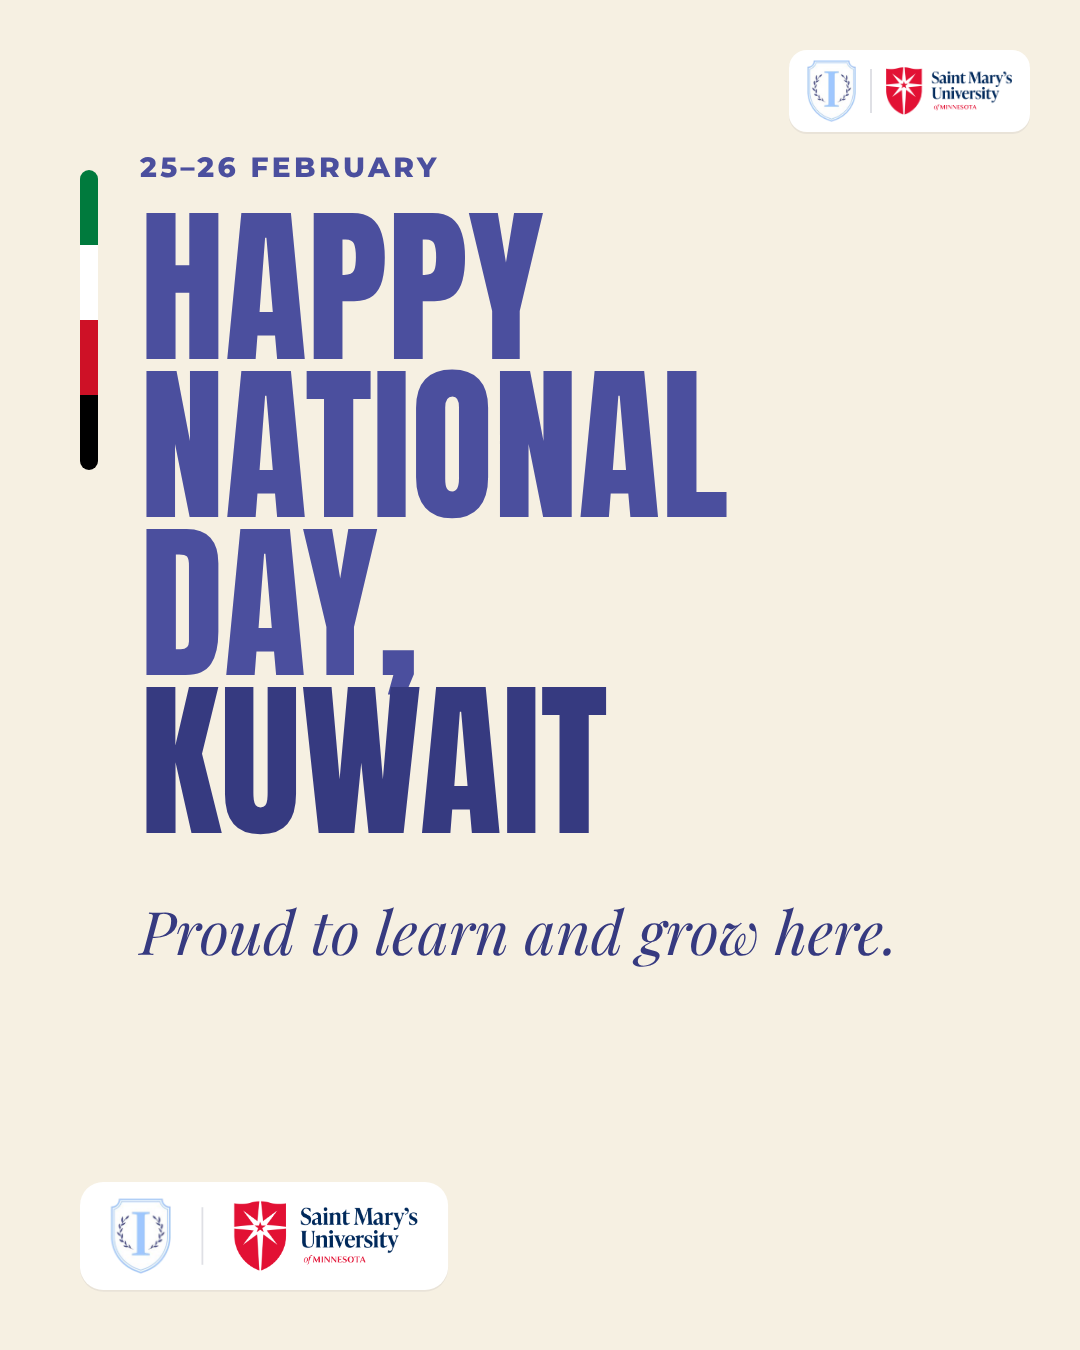 I
Saint Mary's
University
of MINNESOTA
25–26 FEBRUARY
HAPPY
NATIONAL
DAY,
KUWAIT
Proud to learn and grow here.
I
Saint Mary's
University
of MINNESOTA